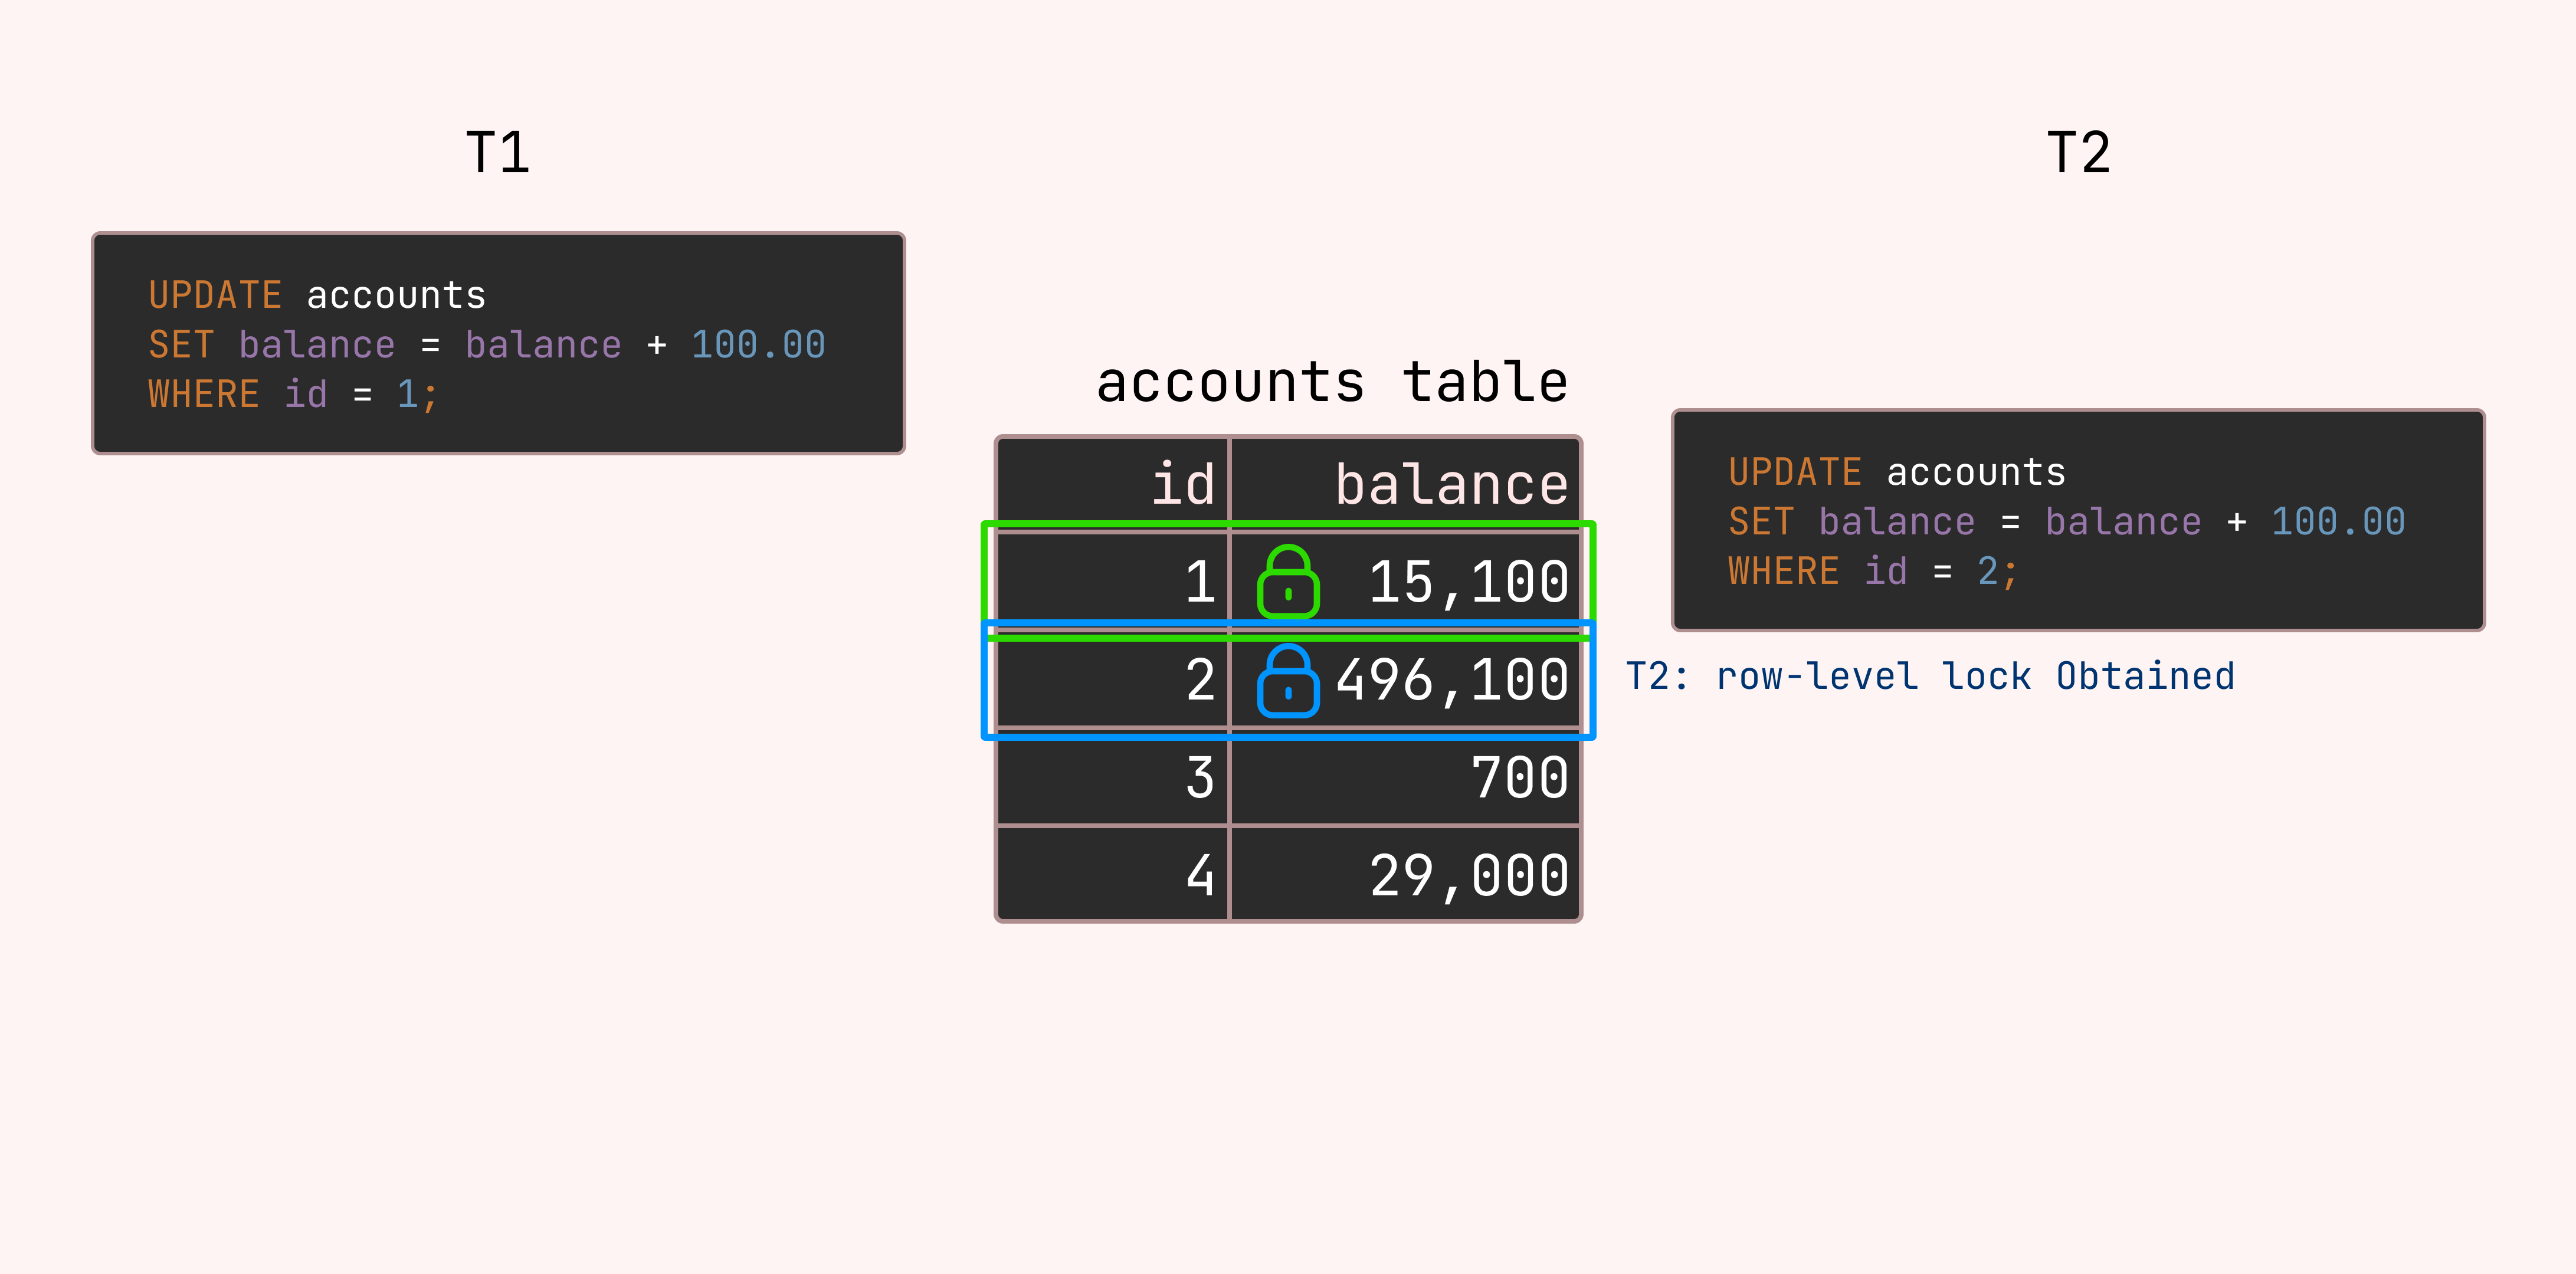 T1
T2
UPDATE accounts
SET balance = balance + 100.00
WHERE id = 1;
accounts table
id balance
1 15,100
2 496,100
3 700
4 29,000
UPDATE accounts
SET balance = balance + 100.00
WHERE id = 2;
T2: row-level lock Obtained